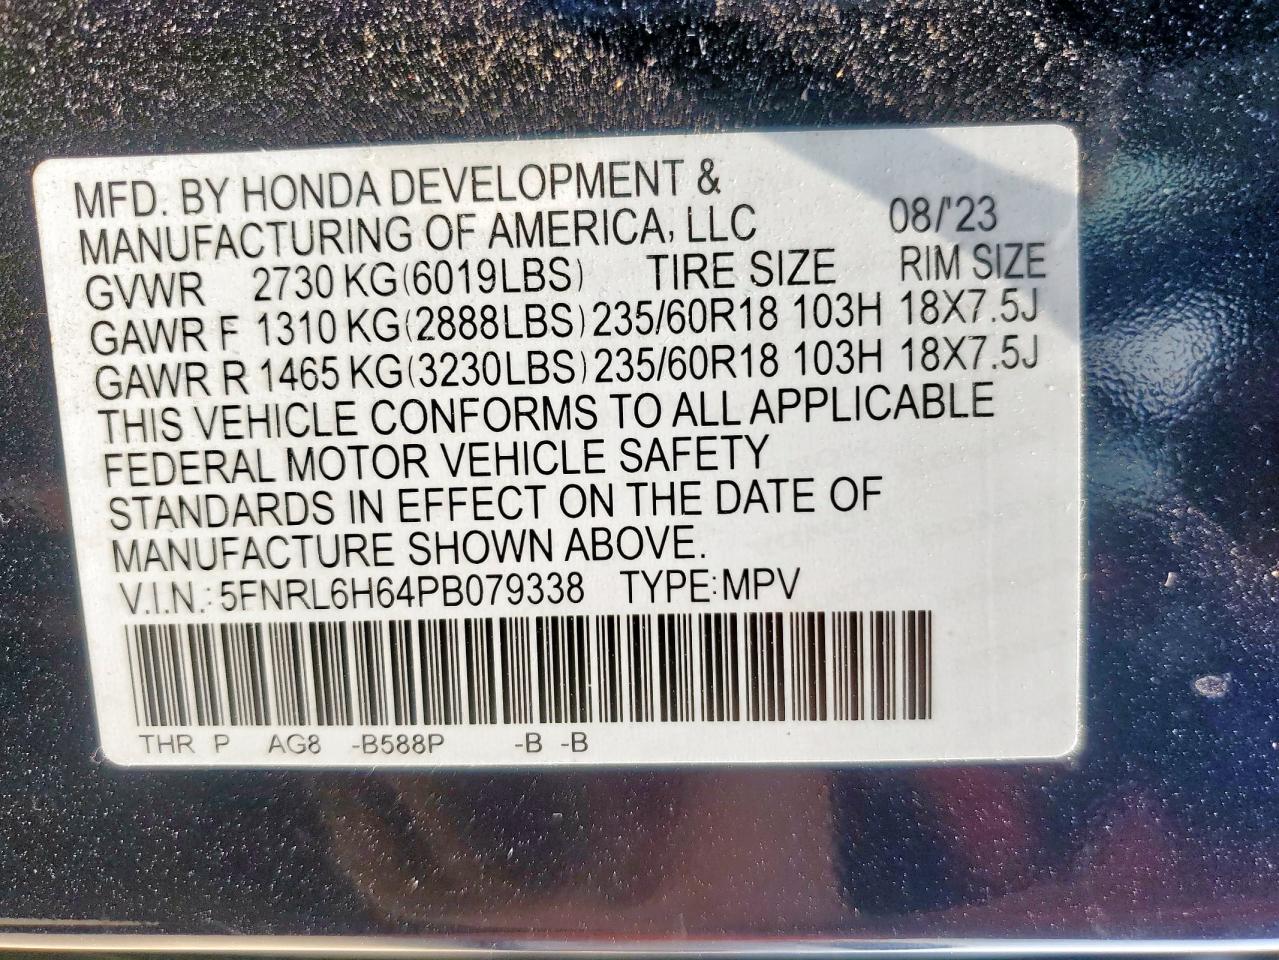 MFD. BY HONDA DEVELOPMENT &
MANUFACTURING OF AMERICA, LLC 08/'23
GVWR 2730 KG(6019LBS) TIRE SIZE RIM SIZE
GAWR F 1310 KG(2888LBS) 235/60R18 103H 18X7.5J
GAWR R 1465 KG(3230LBS) 235/60R18 103H 18X7.5J
THIS VEHICLE CONFORMS TO ALL APPLICABLE
FEDERAL MOTOR VEHICLE SAFETY
STANDARDS IN EFFECT ON THE DATE OF
MANUFACTURE SHOWN ABOVE.
V.I.N.: 5FNRL6H64PB079338 TYPE: MPV
THR P AG8 -B588P -B -B